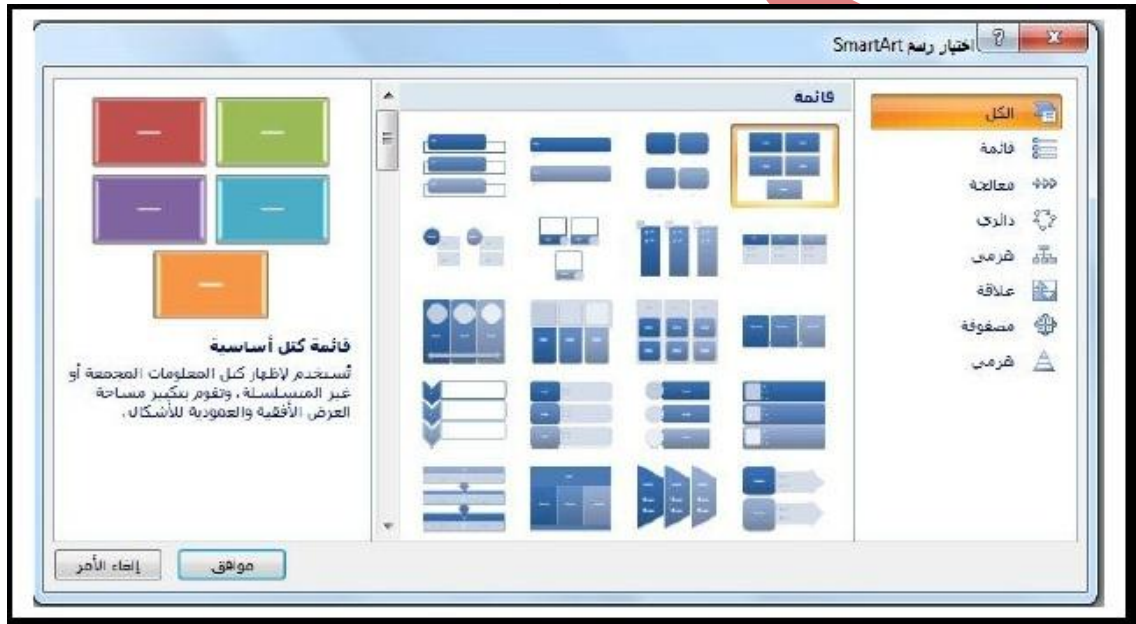 اختيار رسم SmartArt
الكل
قائمة
معالجة
دائري
هرمي
علاقة
مصفوفة
هرمي
قائمة
قائمة كتل أساسية
تُستخدم لإظهار كتل المعلومات المجمعة أو
غير المتسلسلة، وتقوم بتكبير مساحة
العرض الأفقية والعمودية للأشكال.
موافق
إلغاء الأمر